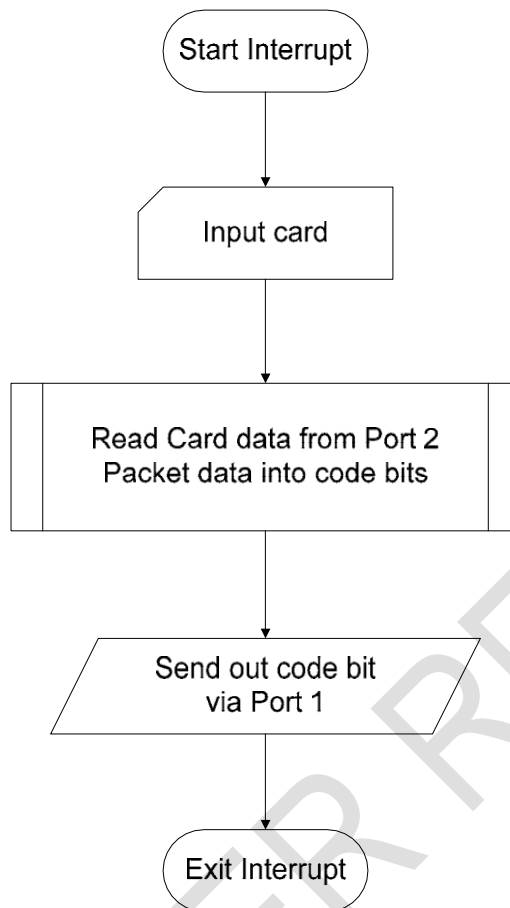 Start Interrupt
Input card
Read Card data from Port 2
Packet data into code bits
Send out code bit
via Port 1
Exit Interrupt